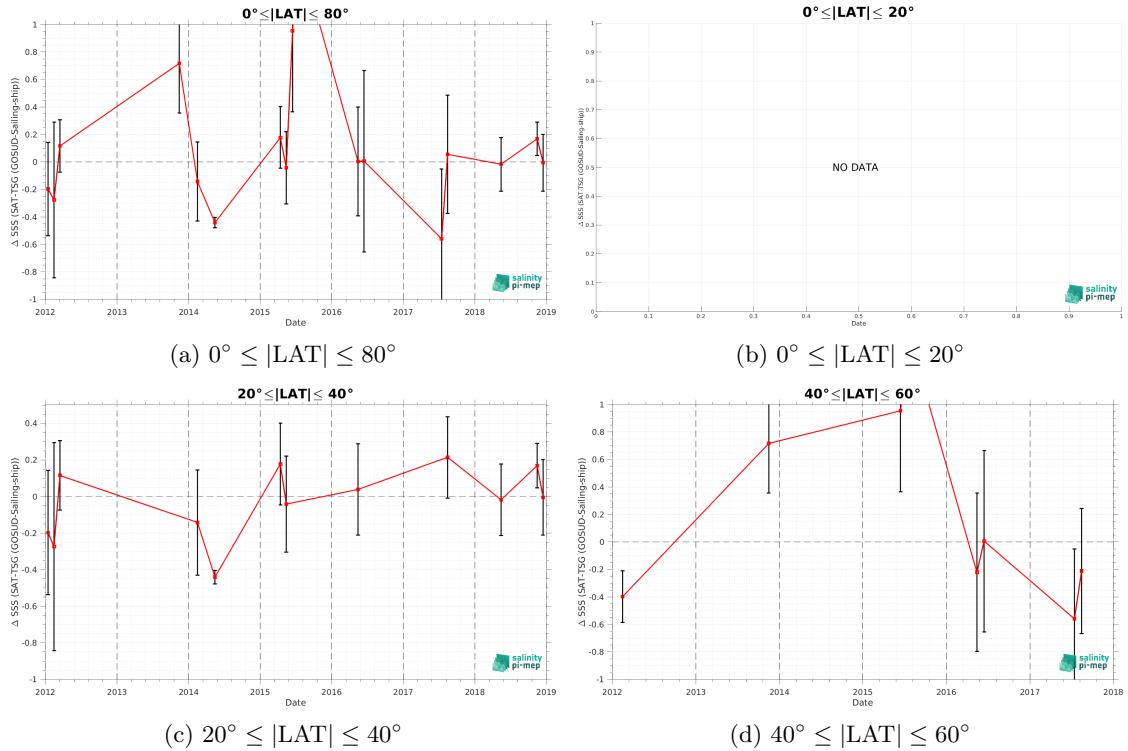 0°≤|LAT|≤ 80°
Δ SSS (SAT-TSG (GOSUD-Sailing-ship))
1
0.8
0.6
0.4
0.2
0
-0.2
-0.4
-0.6
-0.8
-1
2012 2013 2014 2015 2016 2017 2018 2019
Date
salinity
pi-mep
(a) 0° ≤ |LAT| ≤ 80°
0°≤|LAT|≤ 20°
Δ SSS (SAT-TSG (GOSUD-Sailing-ship))
1
0.9
0.8
0.7
0.6
0.5
0.4
0.3
0.2
0.1
0
NO DATA
0 0.1 0.2 0.3 0.4 0.5 0.6 0.7 0.8 0.9 1
Date
salinity
pi-mep
(b) 0° ≤ |LAT| ≤ 20°
20°≤|LAT|≤ 40°
Δ SSS (SAT-TSG (GOSUD-Sailing-ship))
0.4
0.2
0
-0.2
-0.4
-0.6
-0.8
-1
2012 2013 2014 2015 2016 2017 2018 2019
Date
salinity
pi-mep
(c) 20° ≤ |LAT| ≤ 40°
40°≤|LAT|≤ 60°
Δ SSS (SAT-TSG (GOSUD-Sailing-ship))
1
0.8
0.6
0.4
0.2
0
-0.2
-0.4
-0.6
-0.8
-1
2012 2013 2014 2015 2016 2017 2018
Date
salinity
pi-mep
(d) 40° ≤ |LAT| ≤ 60°